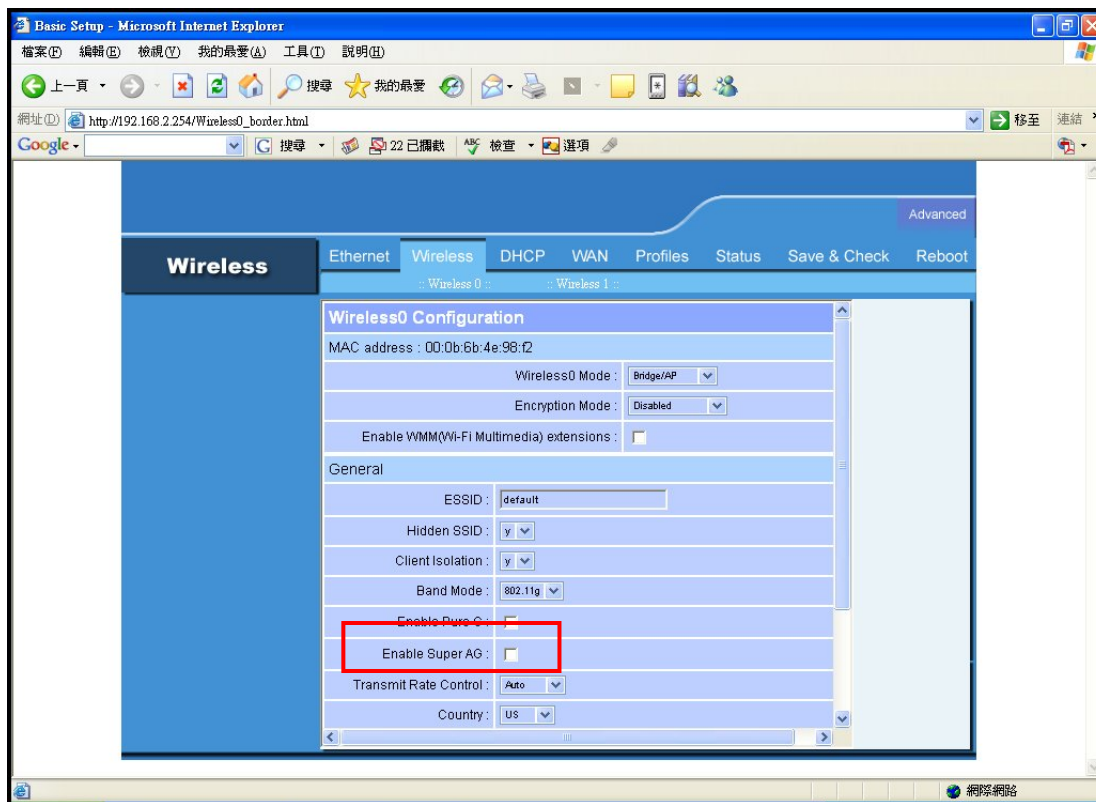 Basic Setup - Microsoft Internet Explorer
檔案(F) 編輯(E) 檢視(V) 我的最愛(A) 工具(T) 說明(H)
上一頁 搜尋 我的最愛
網址(D) http://192.168.2.254/Wireless0_border.html 移至 連結 »
Google 搜尋 22 已攔截 ABC 檢查 選項
Advanced
Wireless
Ethernet Wireless DHCP WAN Profiles Status Save & Check Reboot
:: Wireless 0 :: :: Wireless 1 ::
Wireless0 Configuration
MAC address : 00:0b:6b:4e:98:f2
Wireless0 Mode : Bridge/AP
Encryption Mode : Disabled
Enable WMM(Wi-Fi Multimedia) extensions :
General
ESSID : default
Hidden SSID : y
Client Isolation : y
Band Mode : 802.11g
Enable Pure G :
Enable Super AG :
Transmit Rate Control : Auto
Country : US
網際網路